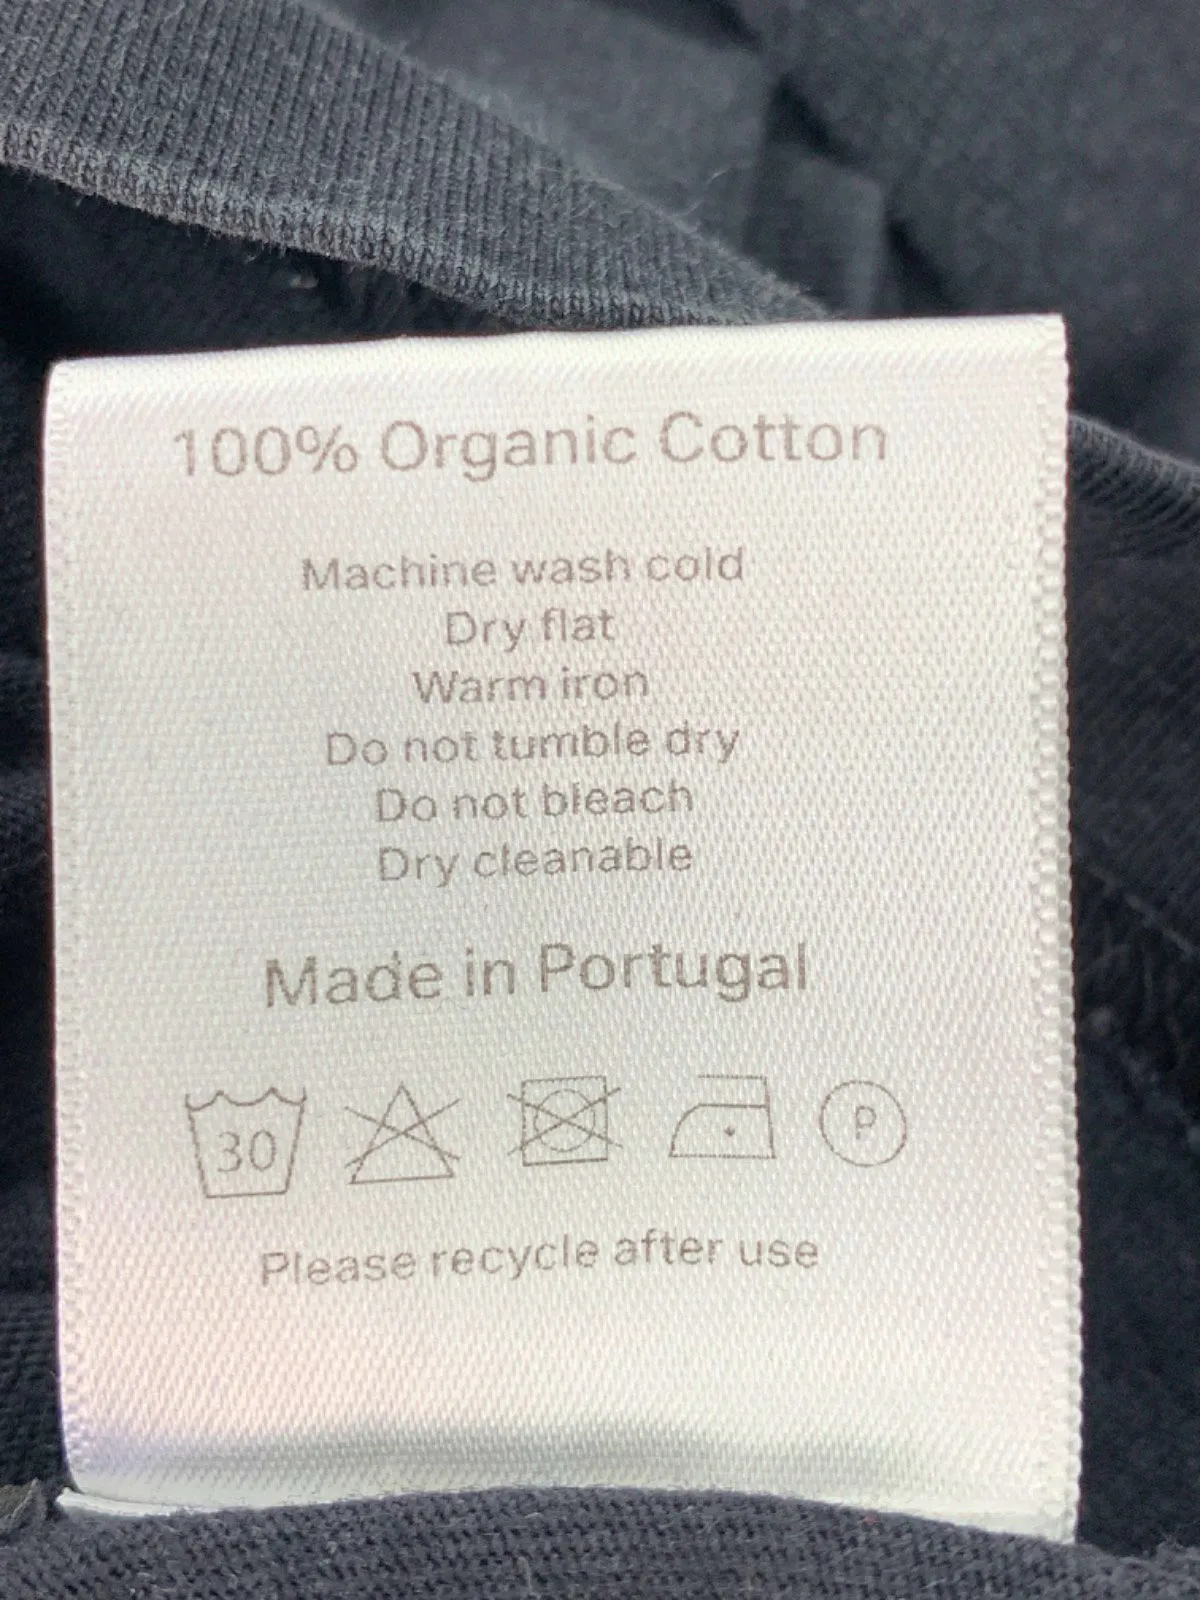 100% Organic Cotton
Machine wash cold
Dry flat
Warm iron
Do not tumble dry
Do not bleach
Dry cleanable
Made in Portugal
30 P
Please recycle after use